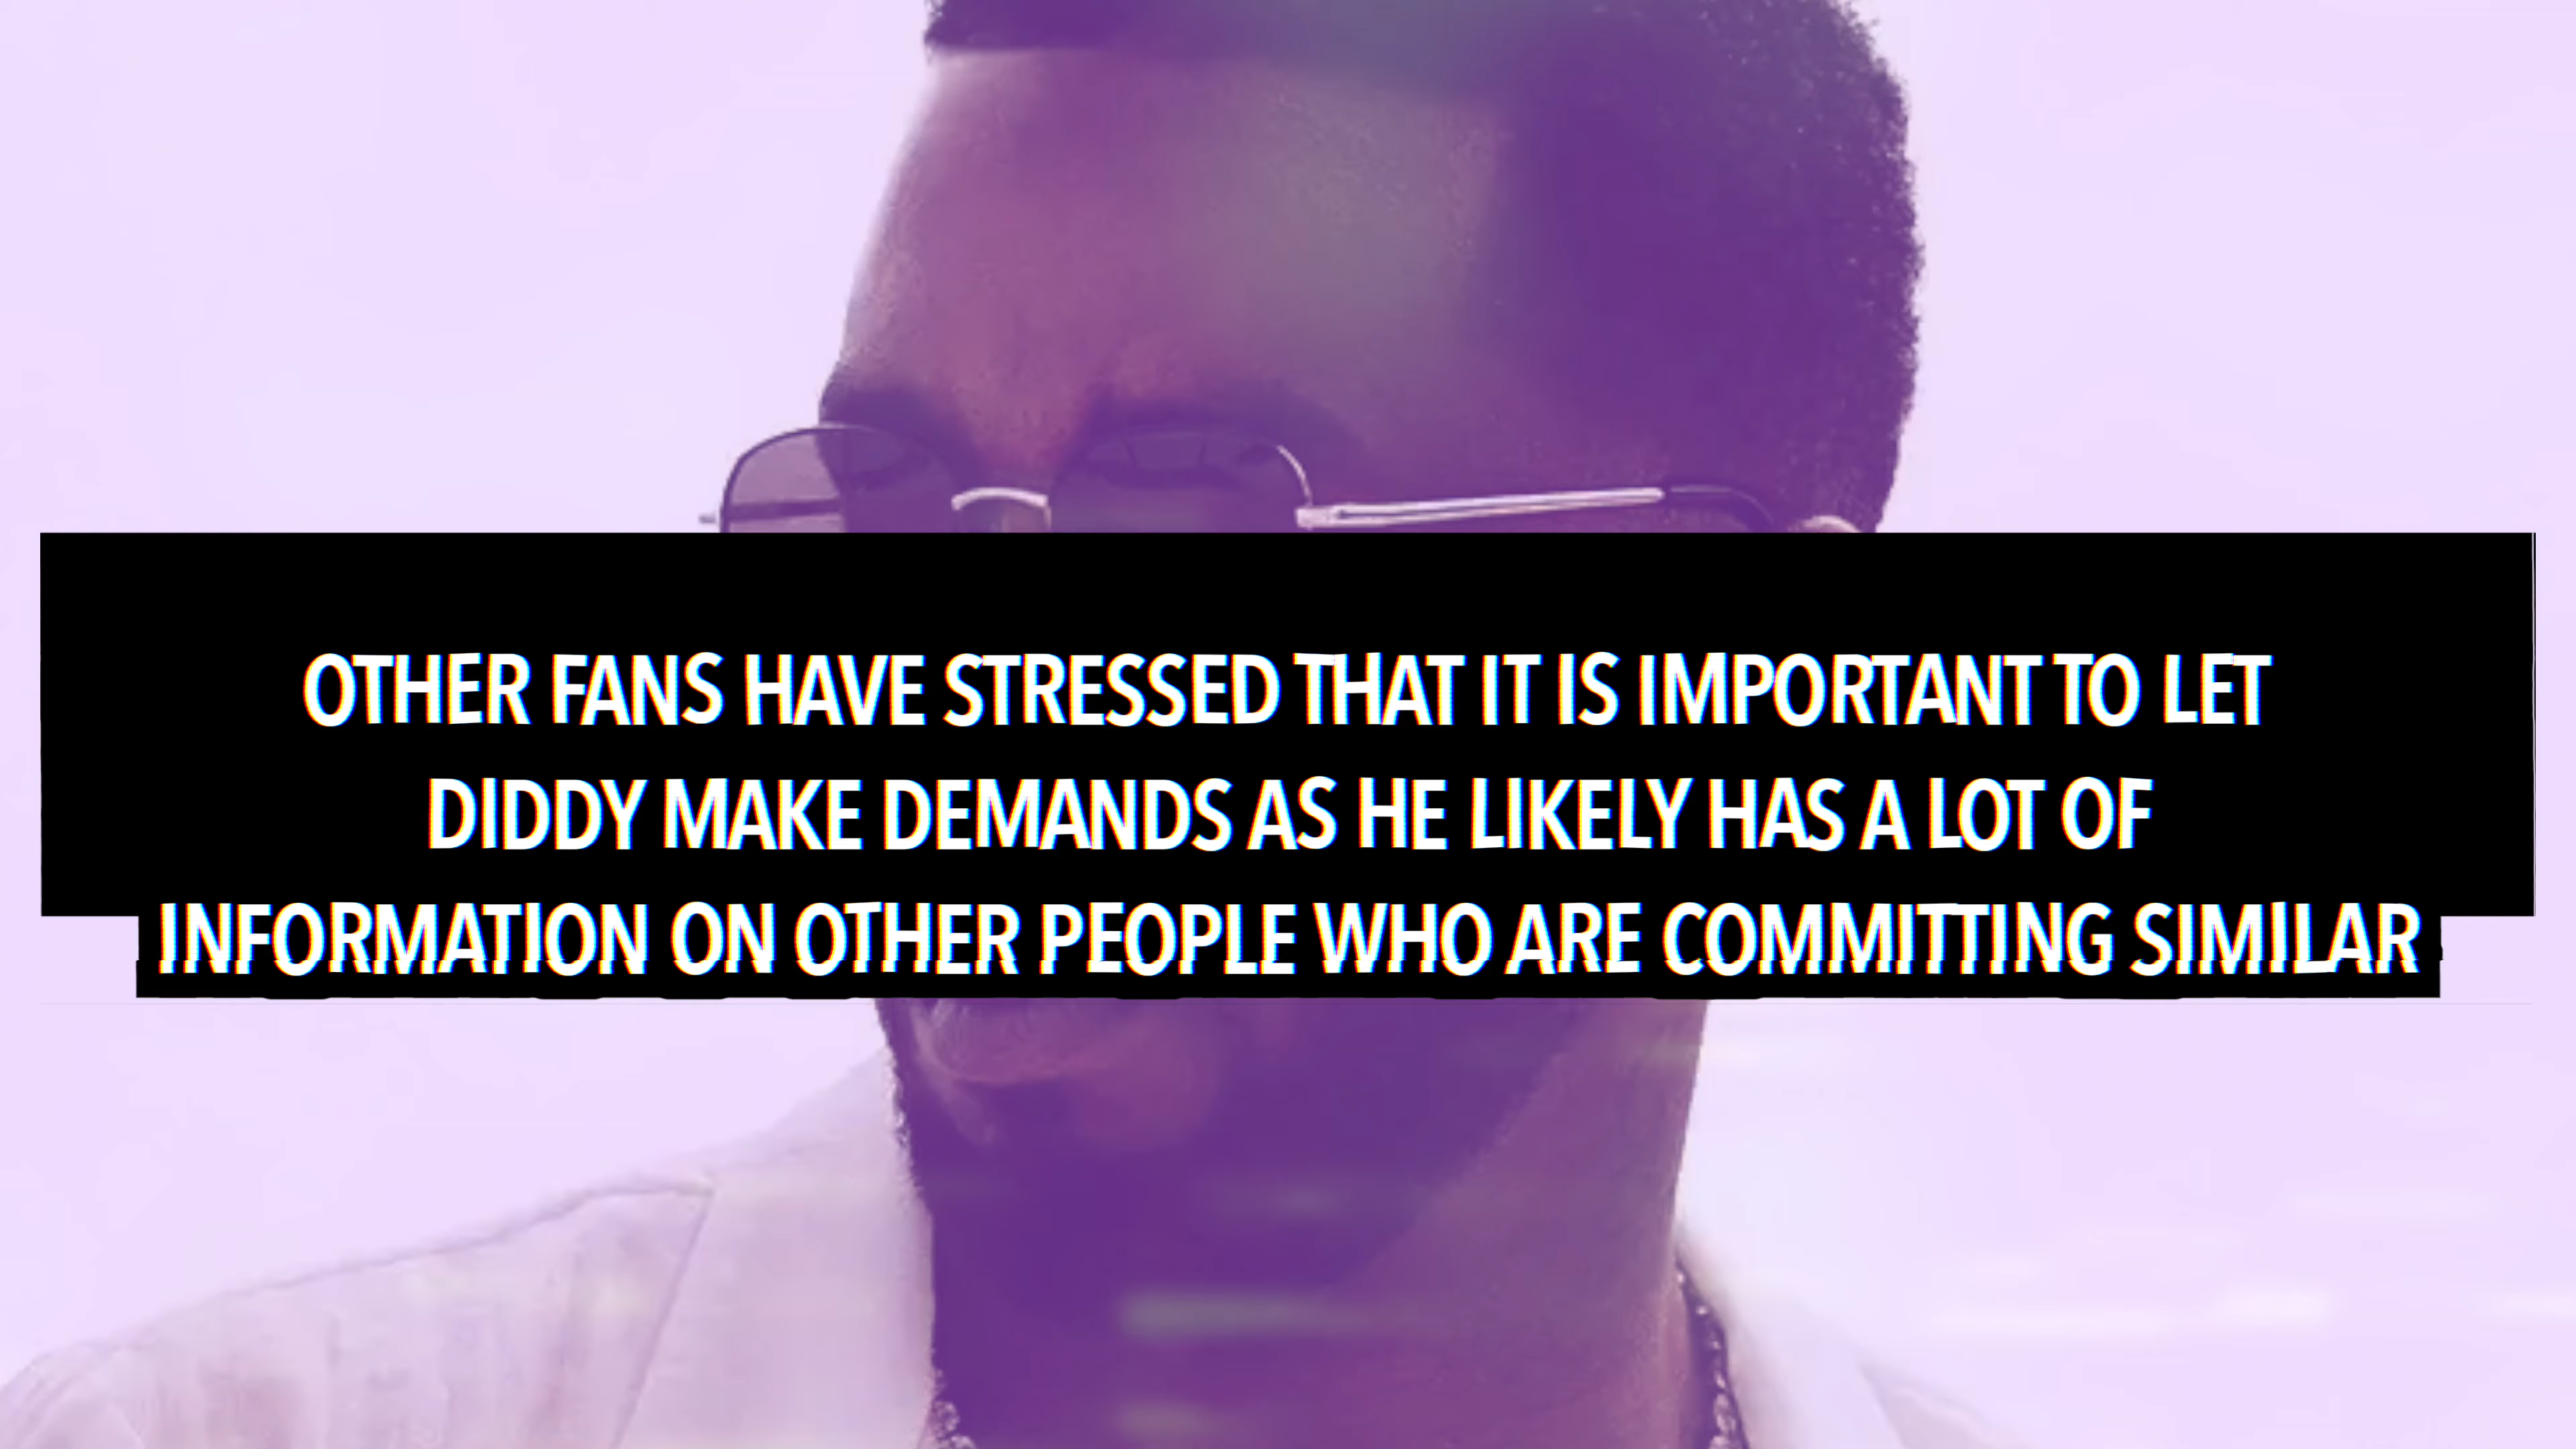 OTHER FANS HAVE STRESSED THAT IT IS IMPORTANT TO LET
DIDDY MAKE DEMANDS AS HE LIKELY HAS A LOT OF
INFORMATION ON OTHER PEOPLE WHO ARE COMMITTING SIMILAR